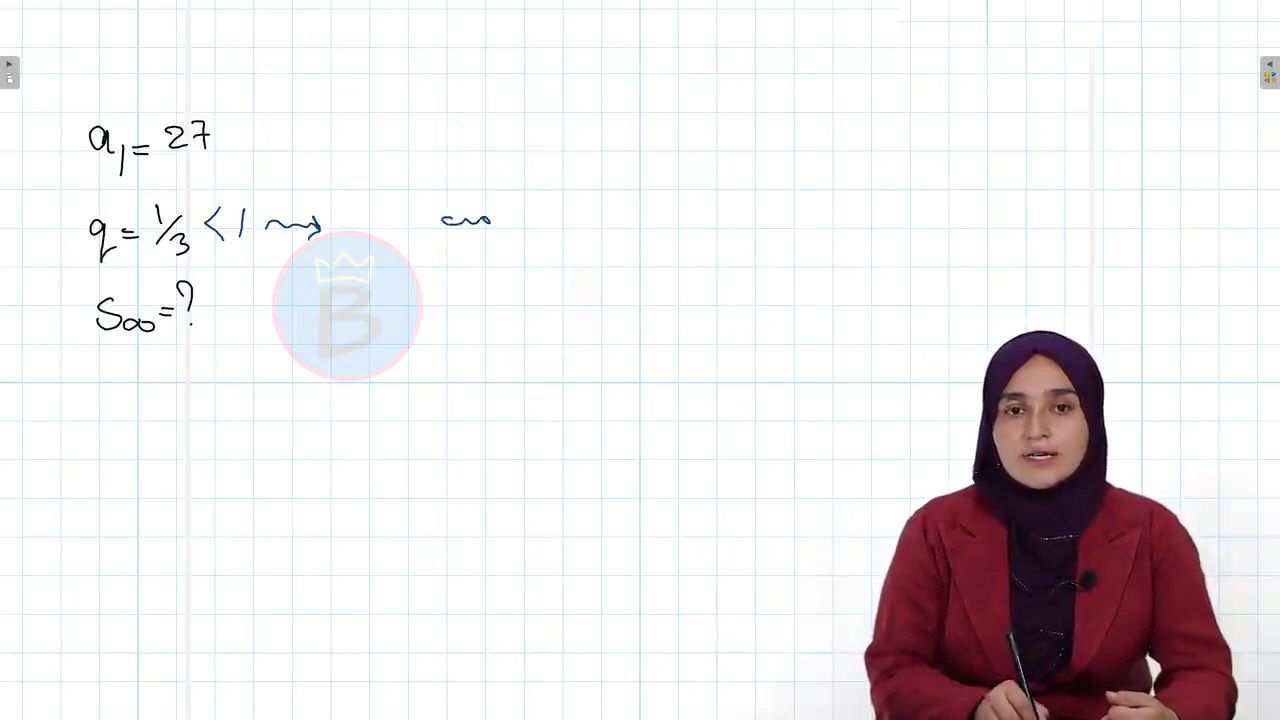 a₁ = 27
q = 1/3 < 1
S∞ = ?
B